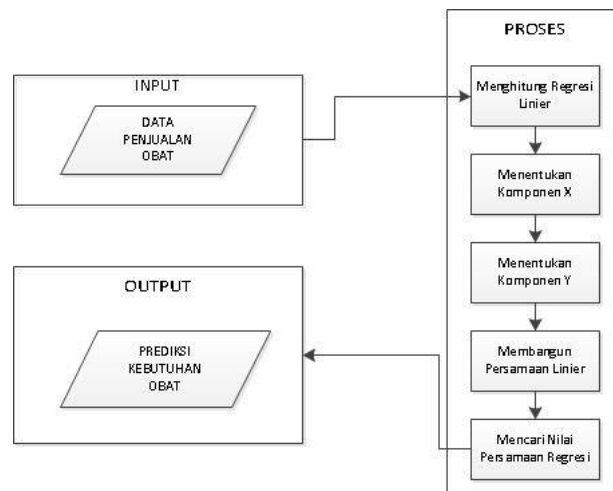 INPUT
DATA
PENJUALAN
OBAT
PROSES
Menghitung Regresi
Linier
Menentukan
Komponen X
Menentukan
Komponen Y
Membangun
Persamaan Linier
Mencari Nilai
Persamaan Regresi
OUTPUT
PREDIKSI
KEBUTUHAN
OBAT